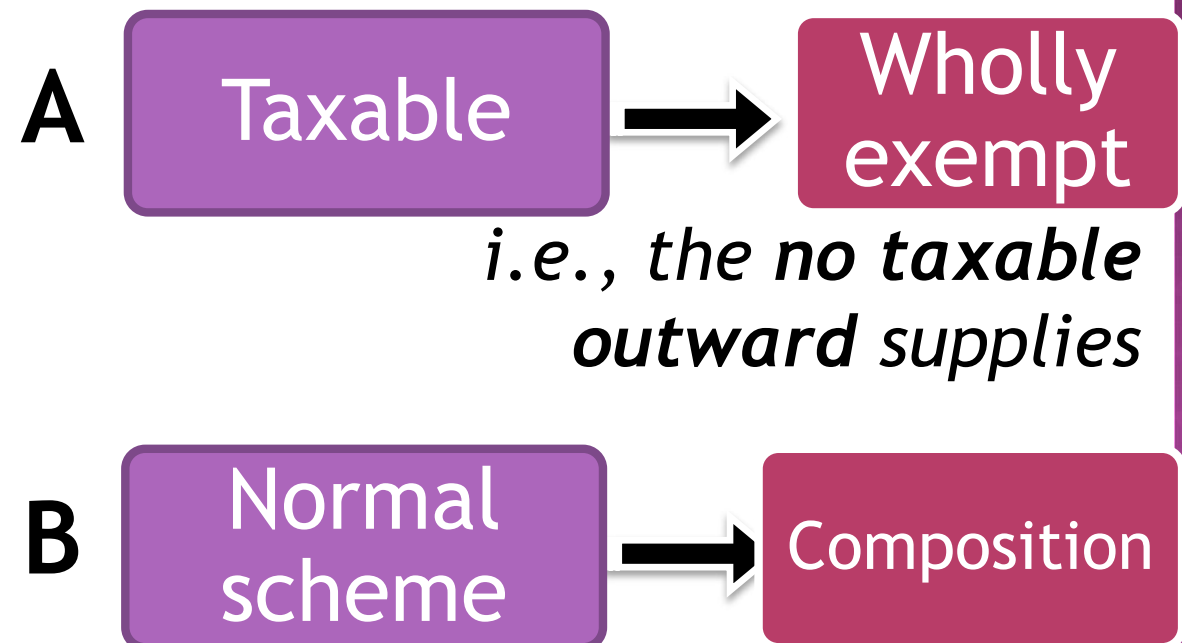 A
Taxable
Wholly
exempt
i.e., the no taxable
outward supplies
B
Normal
scheme
Composition